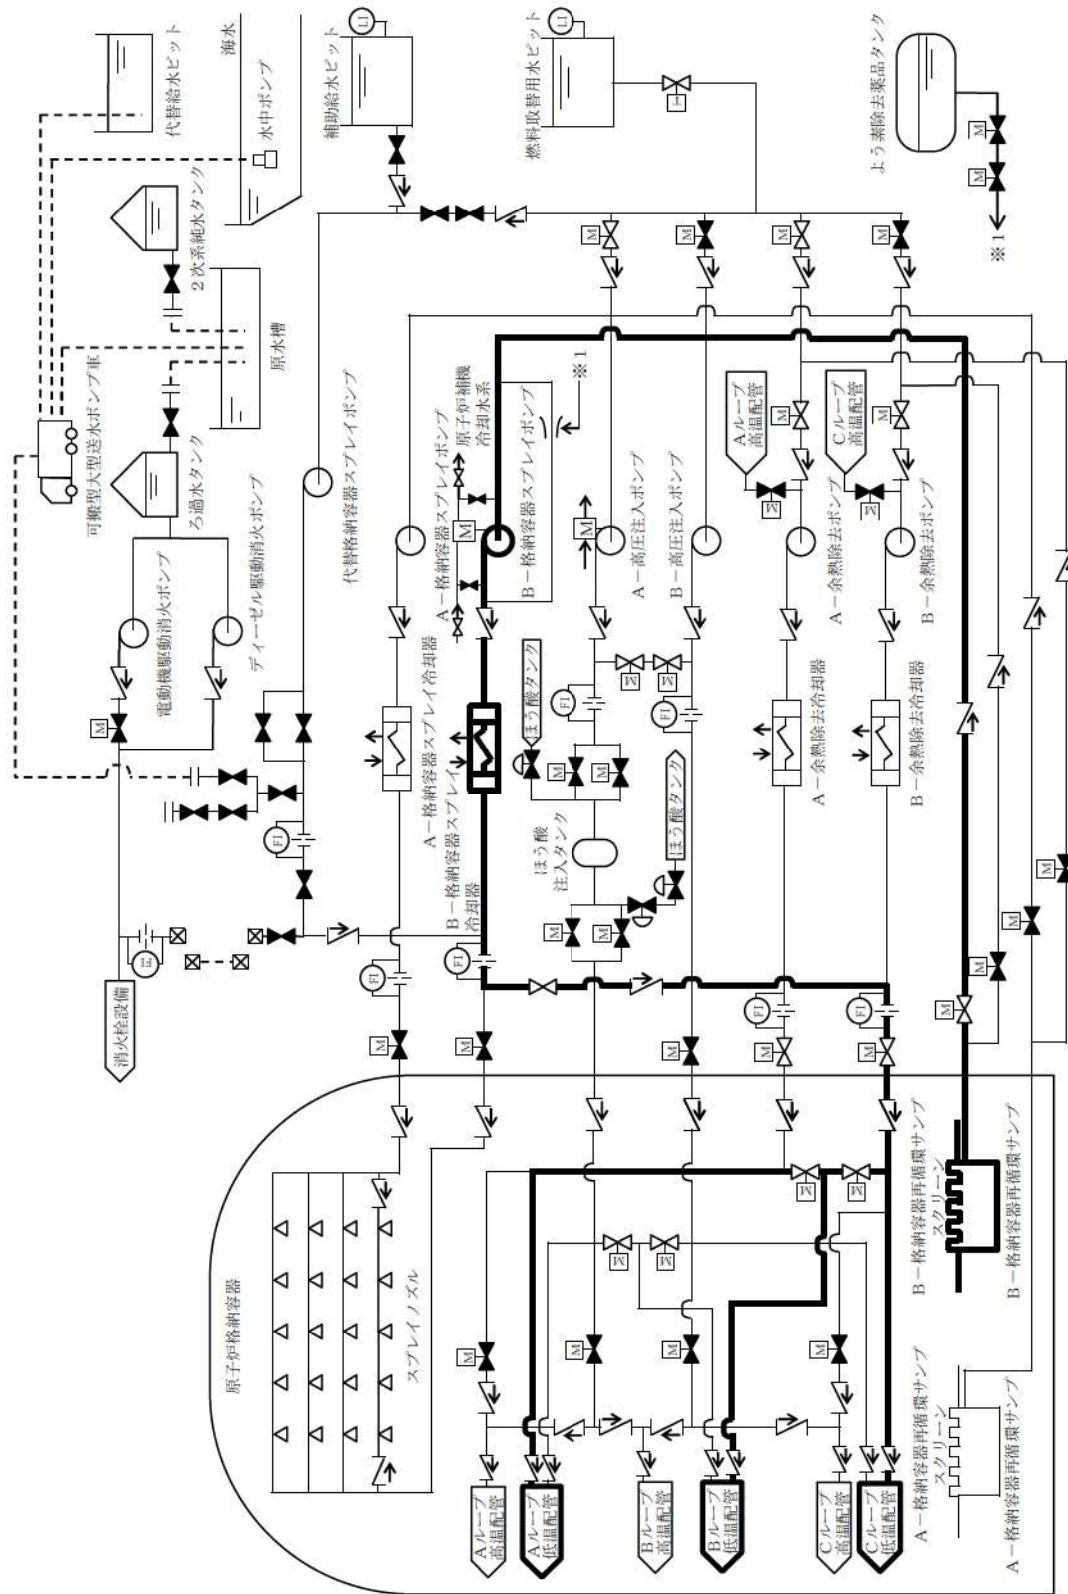 代替給水ピット
海水
水中ポンプ
2次系純水タンク
原水槽
可搬型大型送水ポンプ車
ろ過水タンク
電動機駆動消火ポンプ
ディーゼル駆動消火ポンプ
消火栓設備
FI
M
FI
補助給水ピット
LI
燃料取替用水ピット
LI
よう素除去薬品タンク
M
M
※1
代替格納容器スプレイポンプ
A-格納容器スプレイポンプ
原子炉補機
冷却水系
M
B-格納容器スプレイポンプ
※1
M
A-高圧注入ポンプ
B-高圧注入ポンプ
M
M
M
M
Aループ
高温配管
M
M
Cループ
高温配管
M
M
A-余熱除去ポンプ
B-余熱除去ポンプ
A-格納容器スプレイ冷却器
B-格納容器スプレイ
冷却器
ほう酸タンク
FI
FI
M
M
M
M
ほう酸
注入タンク
ほう酸タンク
M
M
A-余熱除去冷却器
B-余熱除去冷却器
FI
FI
FI
FI
M
M
M
M
M
M
M
M
M
M
原子炉格納容器
スプレイノズル
M
M
M
M
M
M
M
M
Aループ
高温配管
Aループ
低温配管
Bループ
高温配管
Bループ
低温配管
Cループ
高温配管
Cループ
低温配管
B-格納容器再循環サンプ
スクリーン
B-格納容器再循環サンプ
A-格納容器再循環サンプ
スクリーン
A-格納容器再循環サンプ